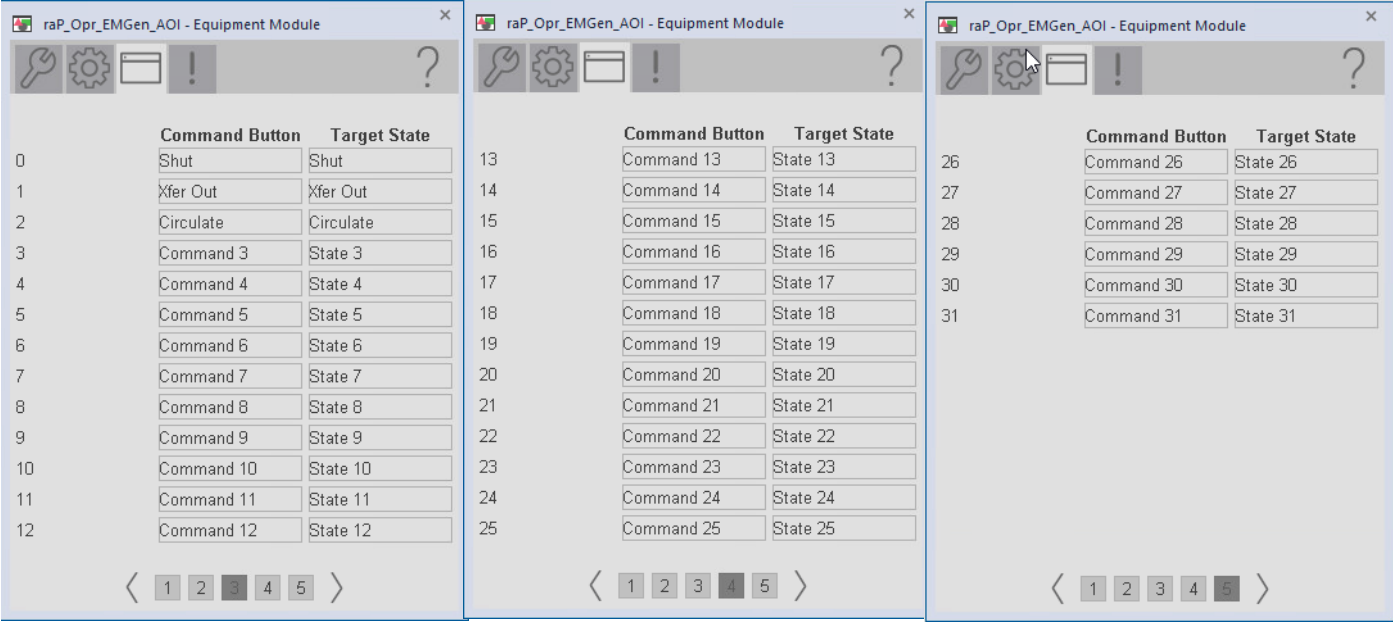 raP_Opr_EMGen_AOI - Equipment Module
×
?
Command Button Target State
0 Shut Shut
1 Xfer Out Xfer Out
2 Circulate Circulate
3 Command 3 State 3
4 Command 4 State 4
5 Command 5 State 5
6 Command 6 State 6
7 Command 7 State 7
8 Command 8 State 8
9 Command 9 State 9
10 Command 10 State 10
11 Command 11 State 11
12 Command 12 State 12
1 2 3 4 5
raP_Opr_EMGen_AOI - Equipment Module
×
?
Command Button Target State
13 Command 13 State 13
14 Command 14 State 14
15 Command 15 State 15
16 Command 16 State 16
17 Command 17 State 17
18 Command 18 State 18
19 Command 19 State 19
20 Command 20 State 20
21 Command 21 State 21
22 Command 22 State 22
23 Command 23 State 23
24 Command 24 State 24
25 Command 25 State 25
1 2 3 4 5
raP_Opr_EMGen_AOI - Equipment Module
×
?
Command Button Target State
26 Command 26 State 26
27 Command 27 State 27
28 Command 28 State 28
29 Command 29 State 29
30 Command 30 State 30
31 Command 31 State 31
1 2 3 4 5